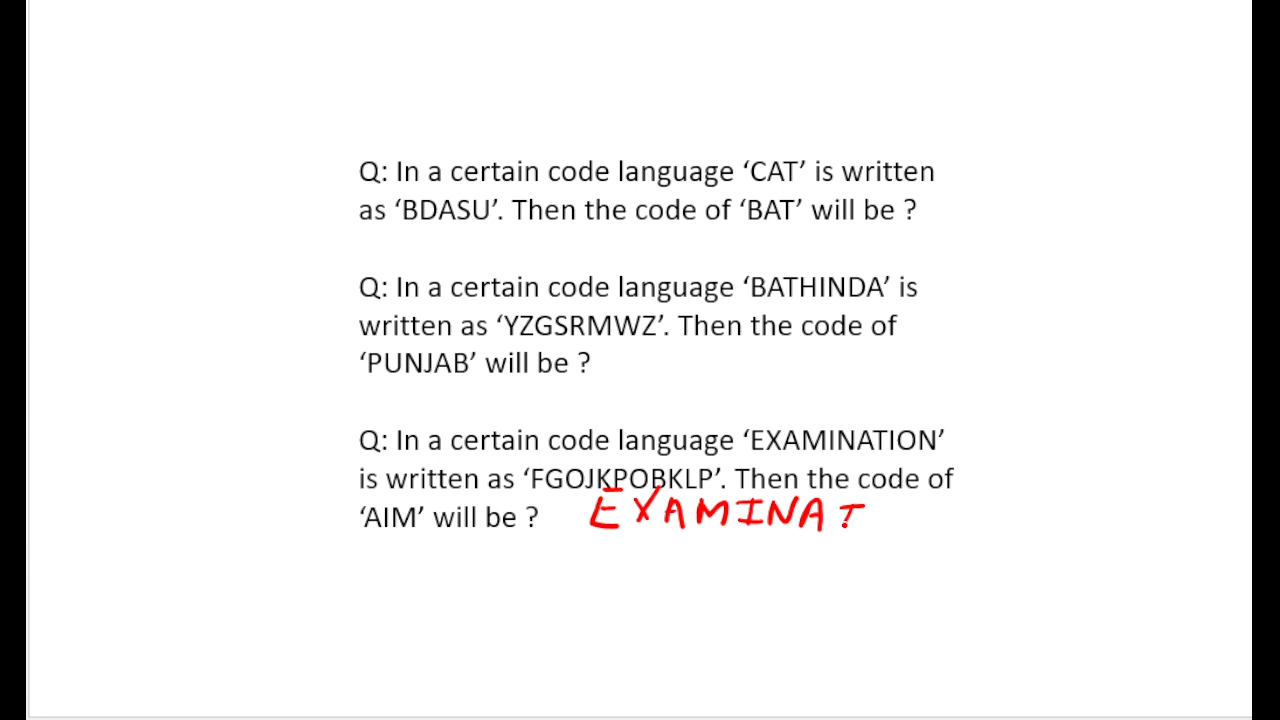 Q: In a certain code language ‘CAT’ is written
as ‘BDASU’. Then the code of ‘BAT’ will be ?
Q: In a certain code language ‘BATHINDA’ is
written as ‘YZGSRMWZ’. Then the code of
‘PUNJAB’ will be ?
Q: In a certain code language ‘EXAMINATION’
is written as ‘FGOJKPOBKLP’. Then the code of
‘AIM’ will be ? EXAMINAT